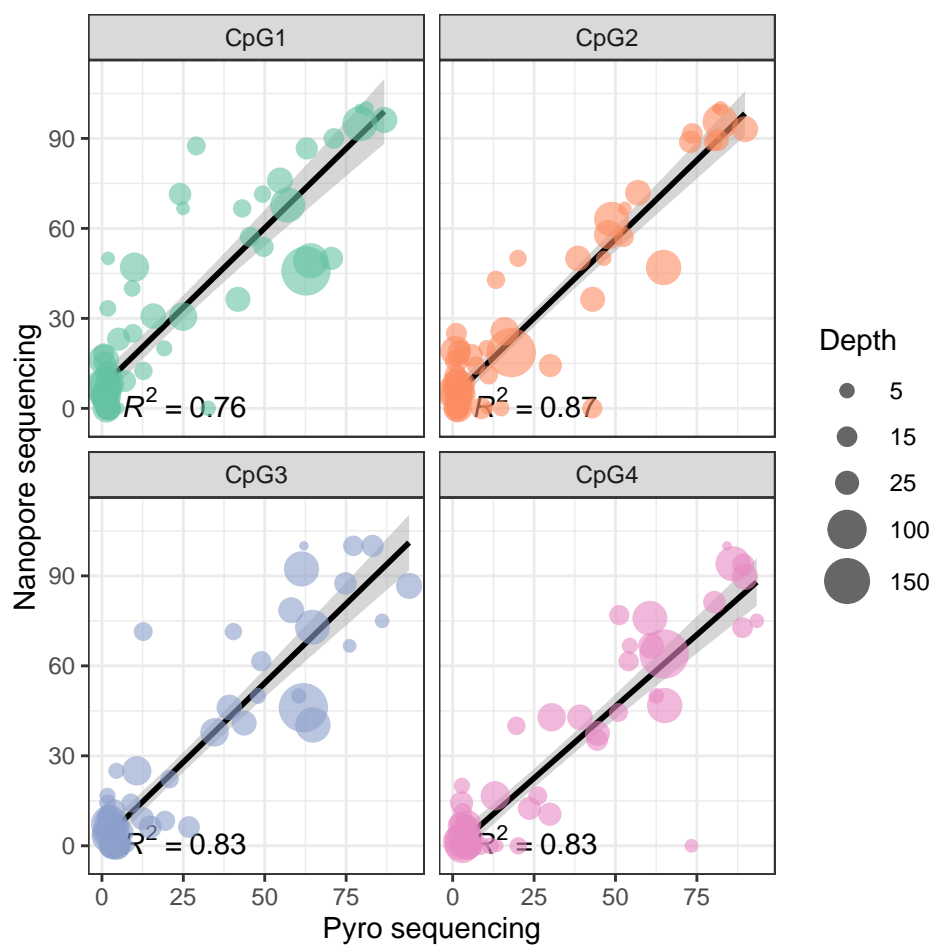 CpG1
CpG2
90
60
30
0
R² = 0.76
R² = 0.87
CpG3
CpG4
90
60
30
0
R² = 0.83
R² = 0.83
0 25 50 75
0 25 50 75
Pyro sequencing
Nanopore sequencing
Depth
5
15
25
100
150